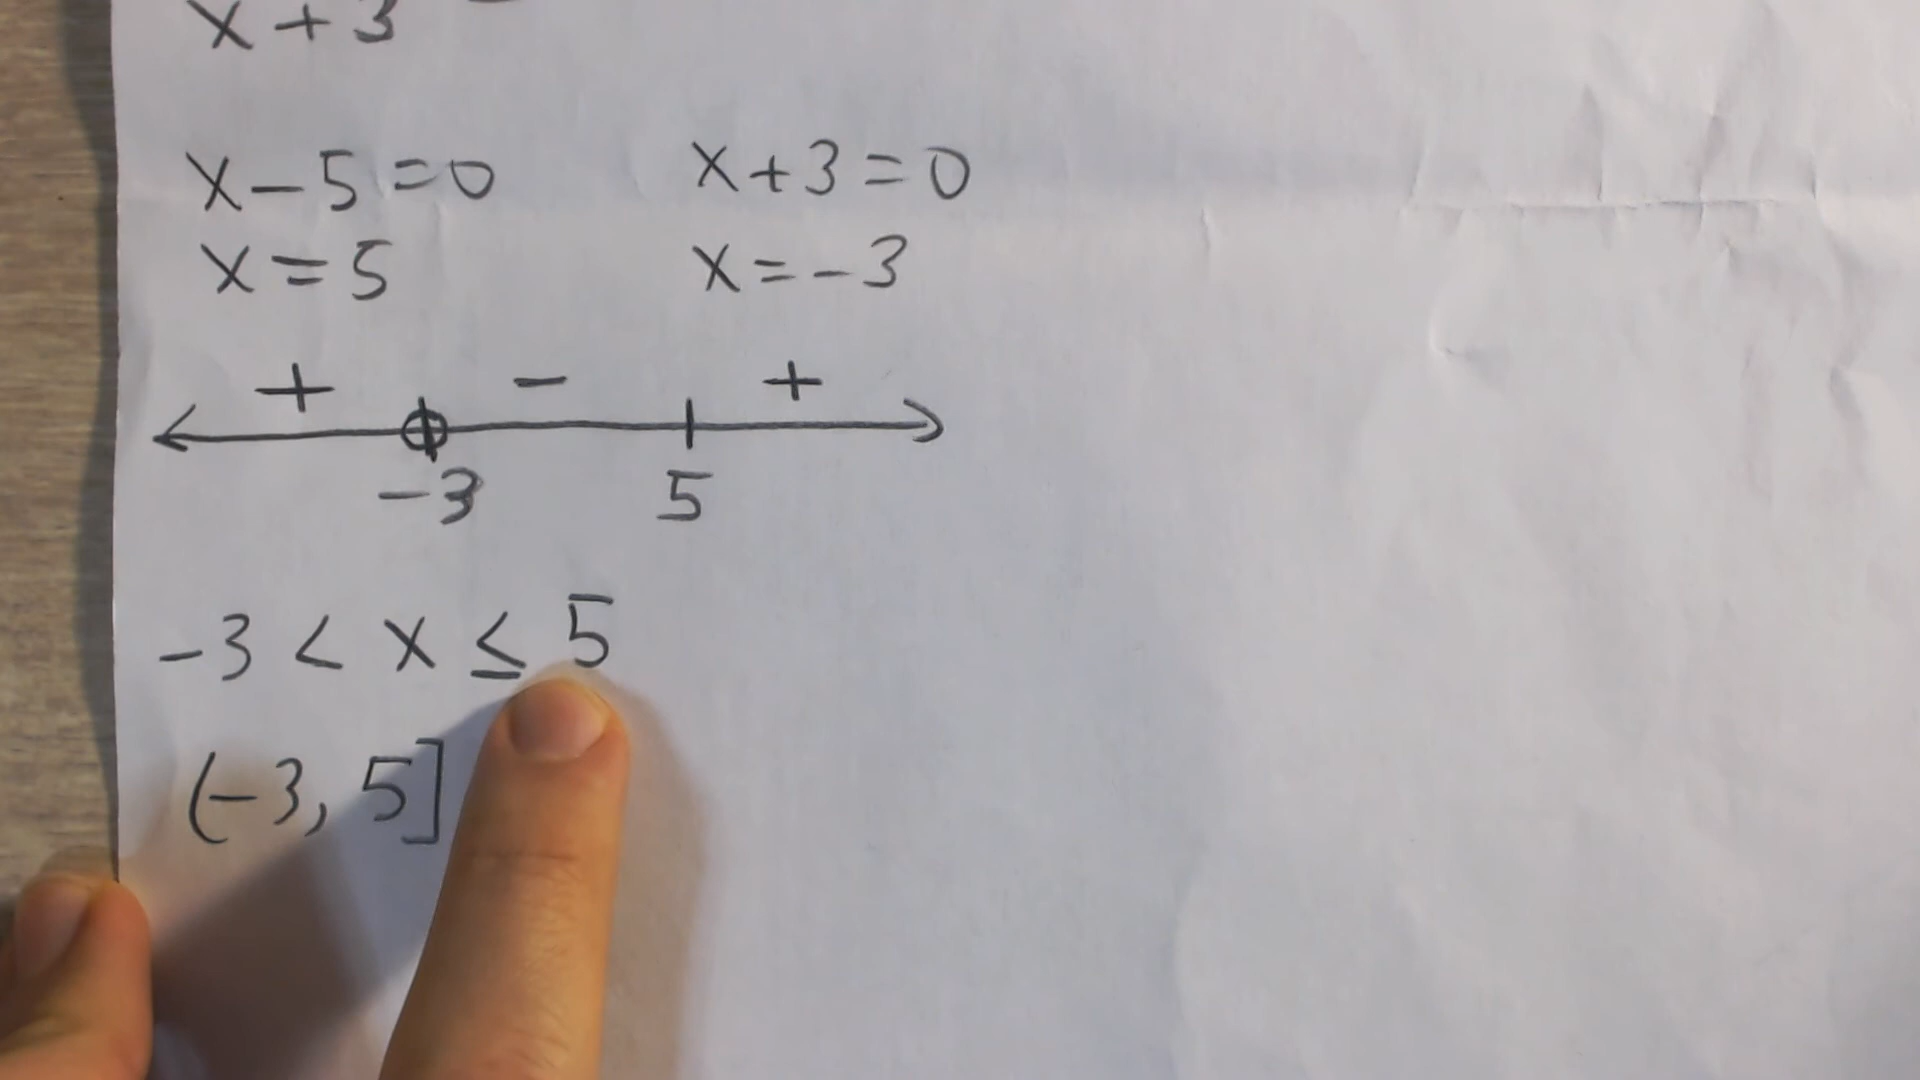 x + 3
x - 5 = 0 x + 3 = 0
x = 5 x = -3
+ - +
-3 5
-3 < x ≤ 5
(-3, 5]